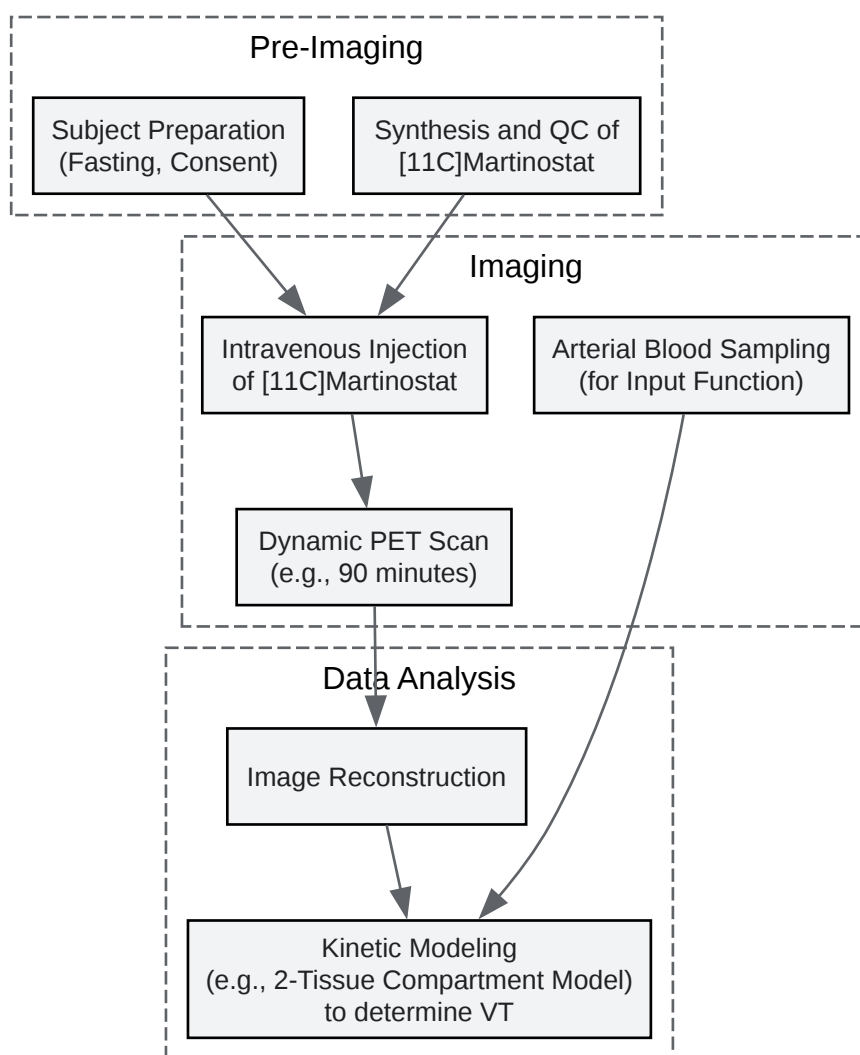 Pre-Imaging
Subject Preparation
(Fasting, Consent)
Synthesis and QC of
[11C]Martinostat
Imaging
Intravenous Injection
of [11C]Martinostat
Arterial Blood Sampling
(for Input Function)
Dynamic PET Scan
(e.g., 90 minutes)
Data Analysis
Image Reconstruction
Kinetic Modeling
(e.g., 2-Tissue Compartment Model)
to determine VT